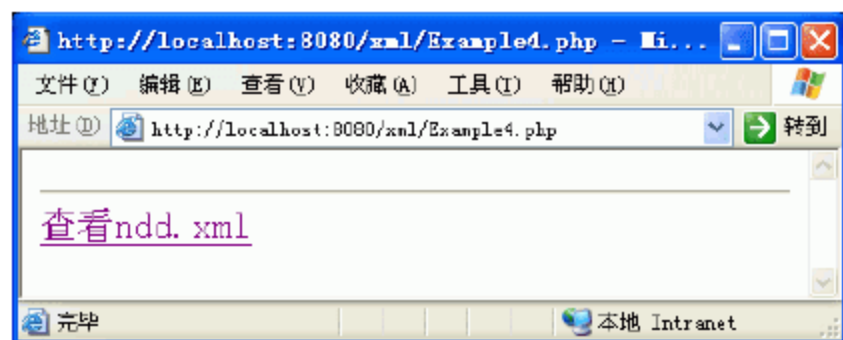 http://localhost:8080/xml/Example4.php - Mi...
文件(F) 编辑(E) 查看(V) 收藏(A) 工具(T) 帮助(H)
地址(D) http://localhost:8080/xml/Example4.php 转到
查看ndd.xml
完毕 本地 Intranet